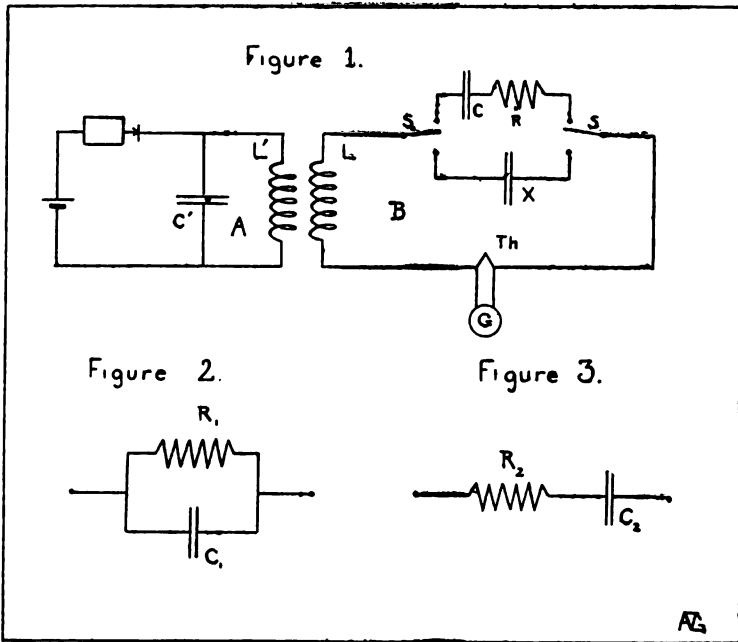 Figure 1.
C
R
S
S
X
L'
L
C'
A
B
Th
G
Figure 2.
R₁
C₁
Figure 3.
R₂
C₂